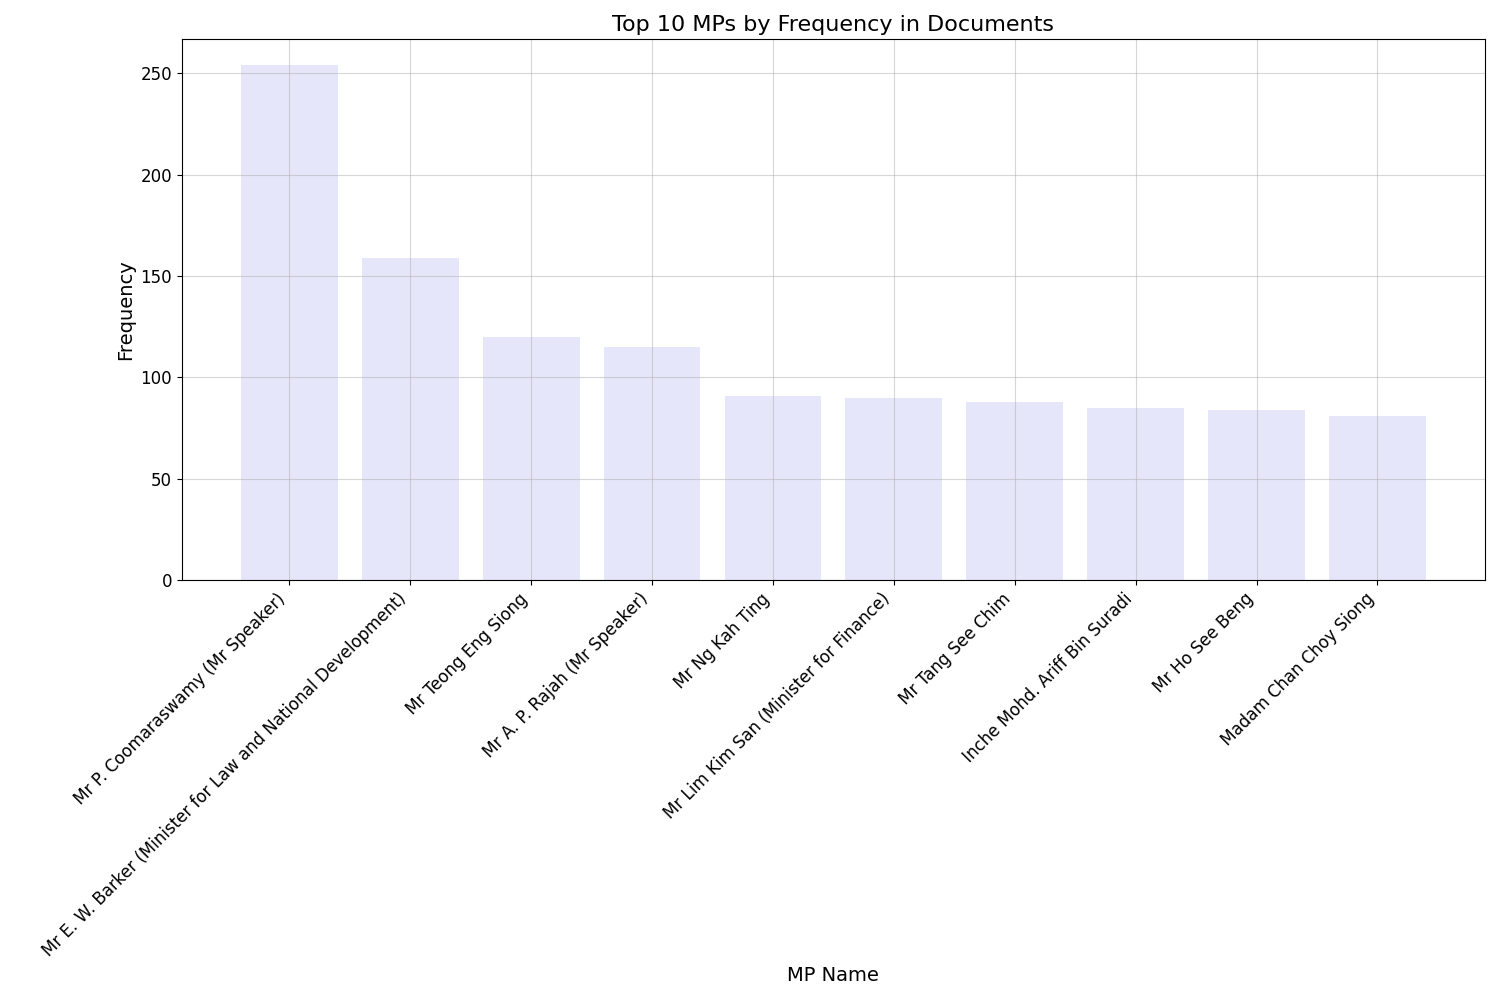 Top 10 MPs by Frequency in Documents
250
200
150
100
50
0
Frequency
Mr P. Coomaraswamy (Mr Speaker)
Mr E. W. Barker (Minister for Law and National Development)
Mr Teong Eng Siong
Mr A. P. Rajah (Mr Speaker)
Mr Ng Kah Ting
Mr Lim Kim San (Minister for Finance)
Mr Tang See Chim
Inche Mohd. Ariff Bin Suradi
Mr Ho See Beng
Madam Chan Choy Siong
MP Name